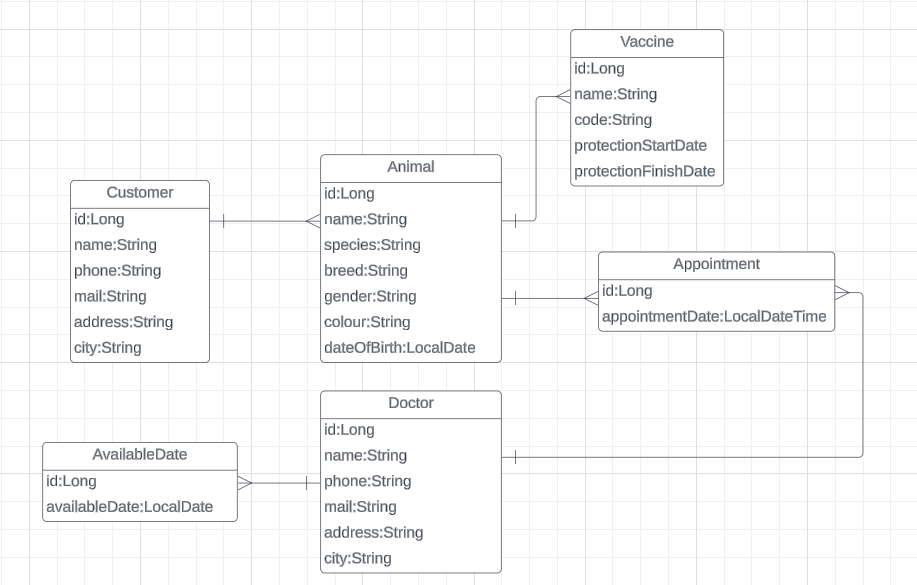 Vaccine
id:Long
name:String
code:String
protectionStartDate
protectionFinishDate
Animal
id:Long
name:String
species:String
breed:String
gender:String
colour:String
dateOfBirth:LocalDate
Customer
id:Long
name:String
phone:String
mail:String
address:String
city:String
Appointment
id:Long
appointmentDate:LocalDateTime
Doctor
id:Long
name:String
phone:String
mail:String
address:String
city:String
AvailableDate
id:Long
availableDate:LocalDate